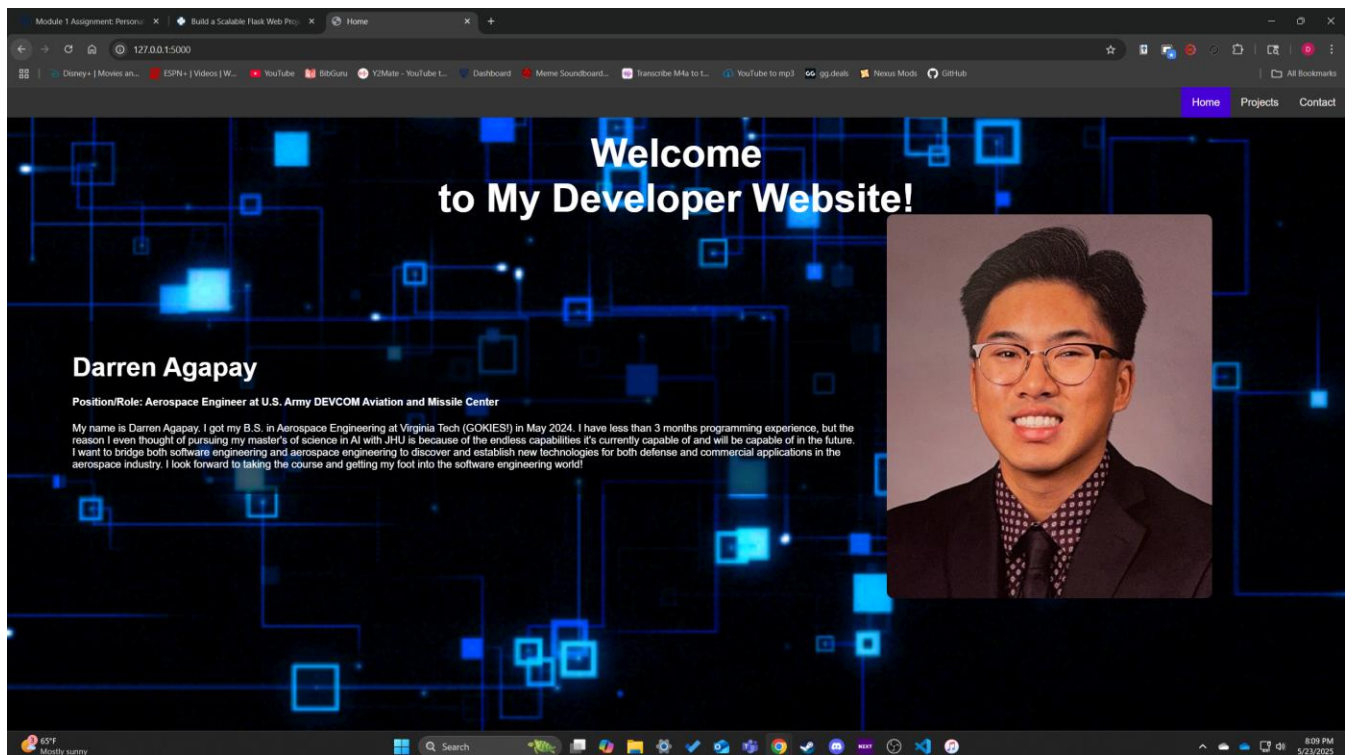 Module 1 Assignment: Persona
Build a Scalable Flask Web Proj
Home
127.0.0.1:5000
Disney+ | Movies an...
ESPN+ | Videos | W...
YouTube
BibGuru
Y2Mate - YouTube t...
Dashboard
Meme Soundboard...
Transcribe M4a to t...
YouTube to mp3
GG gg.deals
Nexus Mods
GitHub
All Bookmarks
Home
Projects
Contact
Welcome
to My Developer Website!
Darren Agapay
Position/Role: Aerospace Engineer at U.S. Army DEVCOM Aviation and Missile Center
My name is Darren Agapay. I got my B.S. in Aerospace Engineering at Virginia Tech (GOKIES!) in May 2024. I have less than 3 months programming experience, but the
reason I even thought of pursuing my master's of science in AI with JHU is because of the endless capabilities it's currently capable of and will be capable of in the future.
I want to bridge both software engineering and aerospace engineering to discover and establish new technologies for both defense and commercial applications in the
aerospace industry. I look forward to taking the course and getting my foot into the software engineering world!
65°F
Mostly sunny
Search
NEXT
8:09 PM
5/23/2025